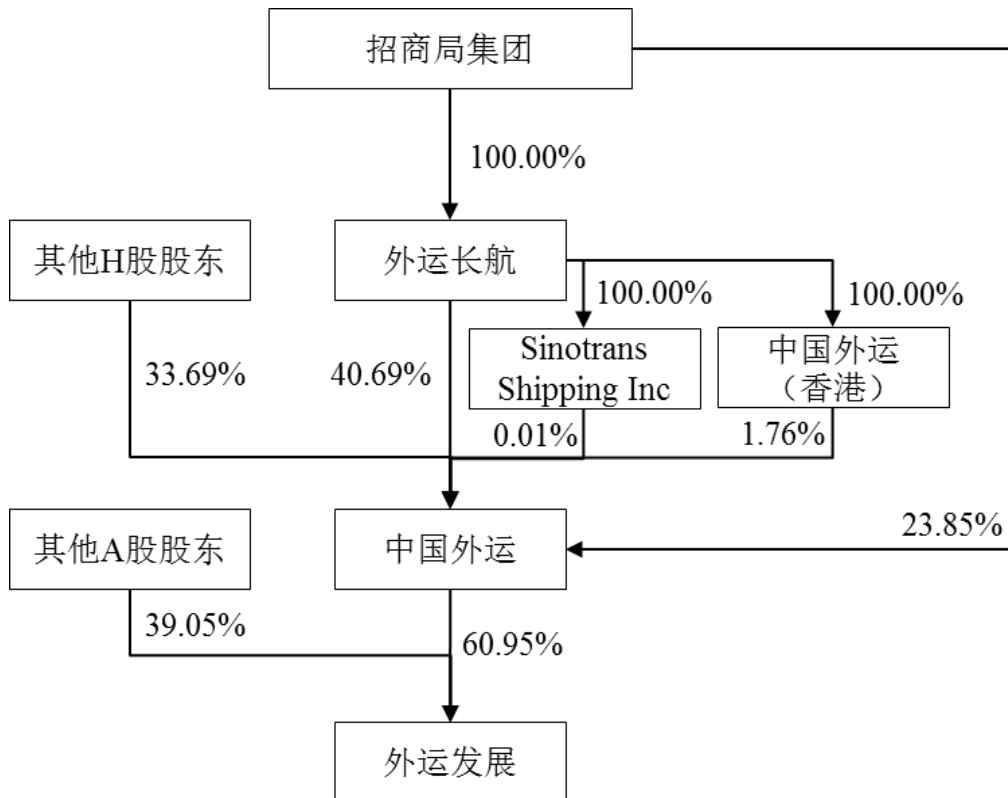 招商局集团
100.00%
其他H股股东
外运长航
100.00%
100.00%
33.69%
40.69%
Sinotrans
Shipping Inc
中国外运
（香港）
0.01%
1.76%
其他A股股东
中国外运
23.85%
39.05%
60.95%
外运发展